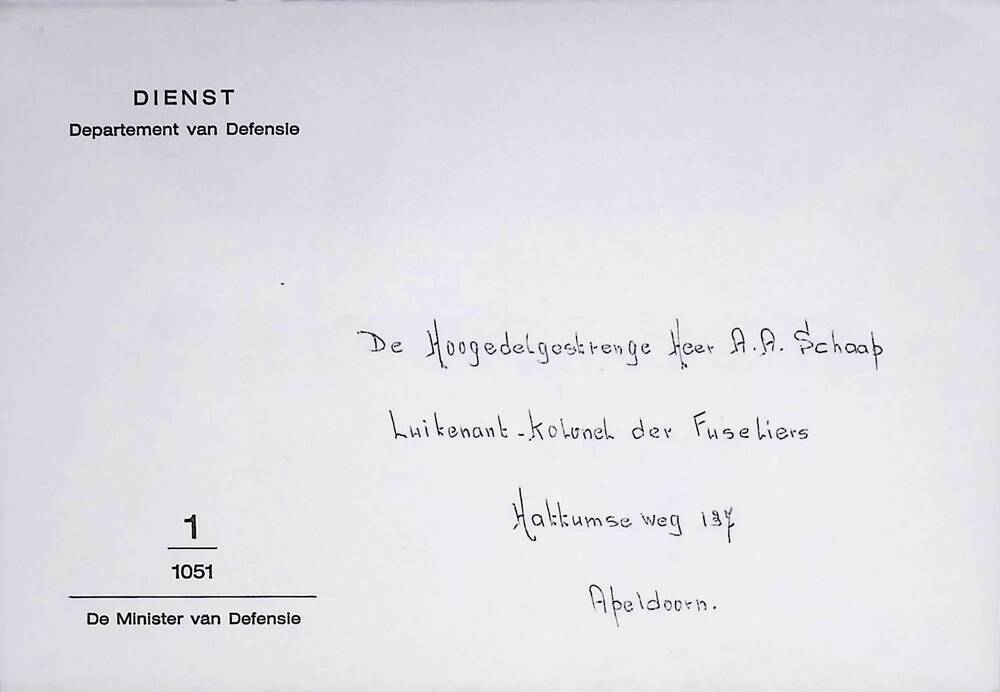 DIENST
Departement van Defensie
De Hoogedelgestrenge Heer A.A. Schaap
Luitenant-Kolonel der Fuseliers
Hattumse weg 197
Apeldoorn.
1
1051
De Minister van Defensie